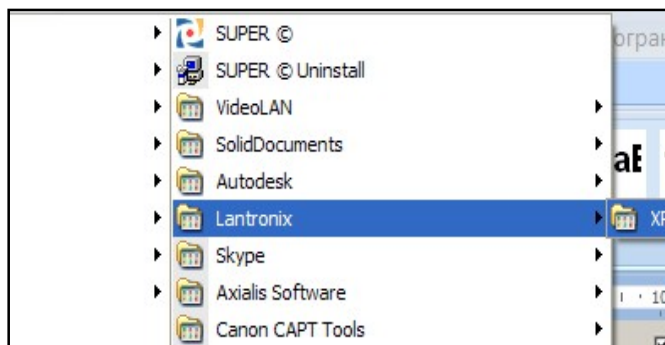 SUPER ©
SUPER © Uninstall
VideoLAN
SolidDocuments
Autodesk
Lantronix
Skype
Axialis Software
Canon CAPT Tools